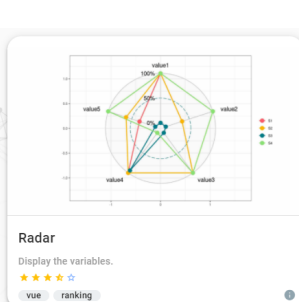 value1
100%
50%
value5
value2
0%
value4
value3
Radar
Display the variables.
vue ranking